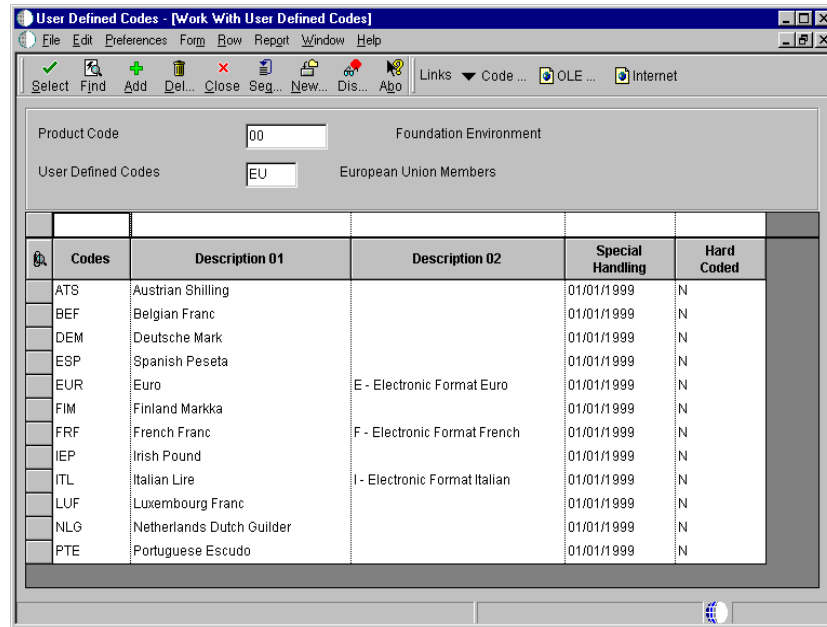 User Defined Codes - [Work With User Defined Codes]
File Edit Preferences Form Row Report Window Help
Select Find Add Del... Close Seq... New... Dis... Abo Links Code ... OLE ... Internet
Product Code 00 Foundation Environment
User Defined Codes EU European Union Members
Codes Description 01 Description 02 Special Handling Hard Coded
ATS Austrian Shilling 01/01/1999 N
BEF Belgian Franc 01/01/1999 N
DEM Deutsche Mark 01/01/1999 N
ESP Spanish Peseta 01/01/1999 N
EUR Euro E - Electronic Format Euro 01/01/1999 N
FIM Finland Markka 01/01/1999 N
FRF French Franc F - Electronic Format French 01/01/1999 N
IEP Irish Pound 01/01/1999 N
ITL Italian Lire I - Electronic Format Italian 01/01/1999 N
LUF Luxembourg Franc 01/01/1999 N
NLG Netherlands Dutch Guilder 01/01/1999 N
PTE Portuguese Escudo 01/01/1999 N